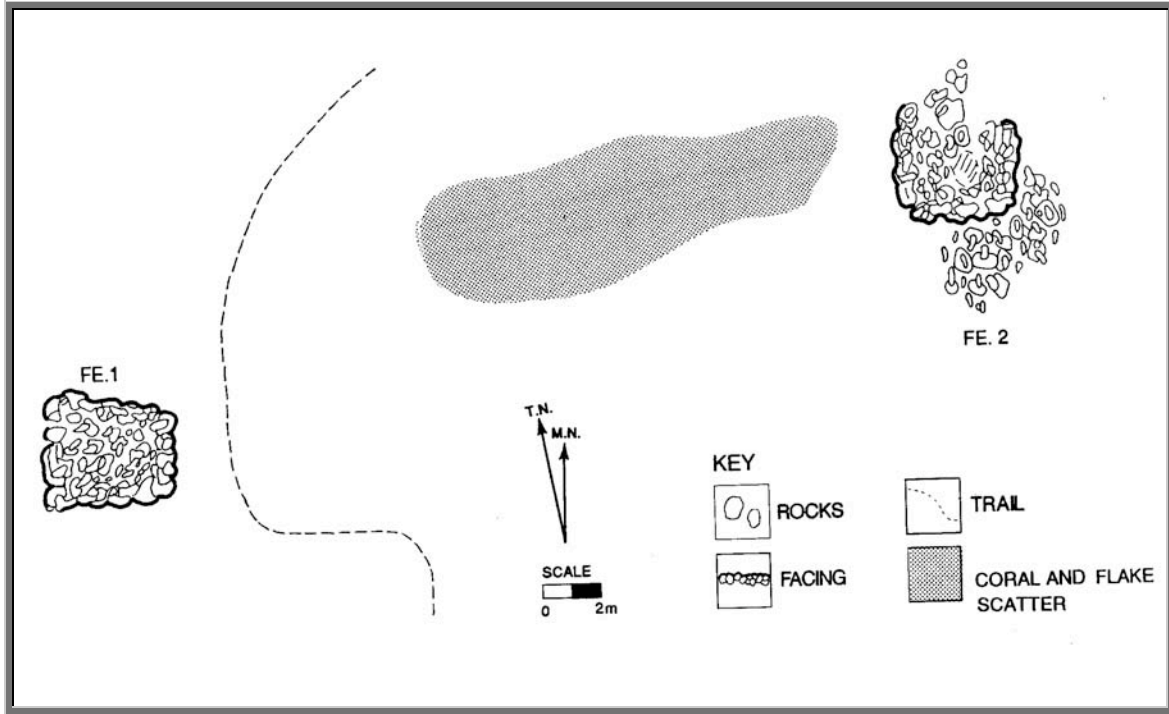 FE. 2
FE.1
T.N.
M.N.
KEY
ROCKS
TRAIL
FACING
CORAL AND FLAKE
SCATTER
SCALE
0 2m